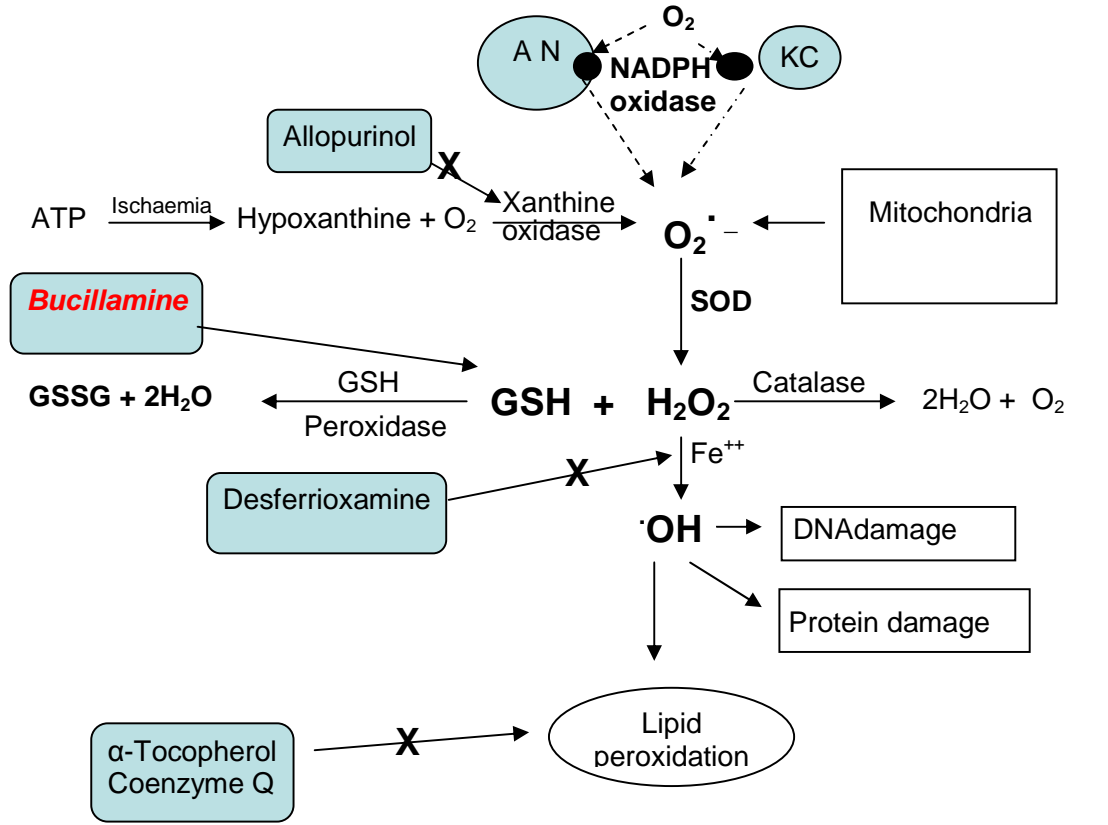 O₂
A N
KC
NADPH
oxidase
Allopurinol
X
ATP
Ischaemia
Hypoxanthine + O₂
Xanthine
oxidase
O₂˙⁻
Mitochondria
SOD
Bucillamine
GSSG + 2H₂O
GSH
Peroxidase
GSH + H₂O₂
Catalase
2H₂O + O₂
Fe⁺⁺
X
Desferrioxamine
˙OH
DNAdamage
Protein damage
Lipid
peroxidation
X
α-Tocopherol
Coenzyme Q